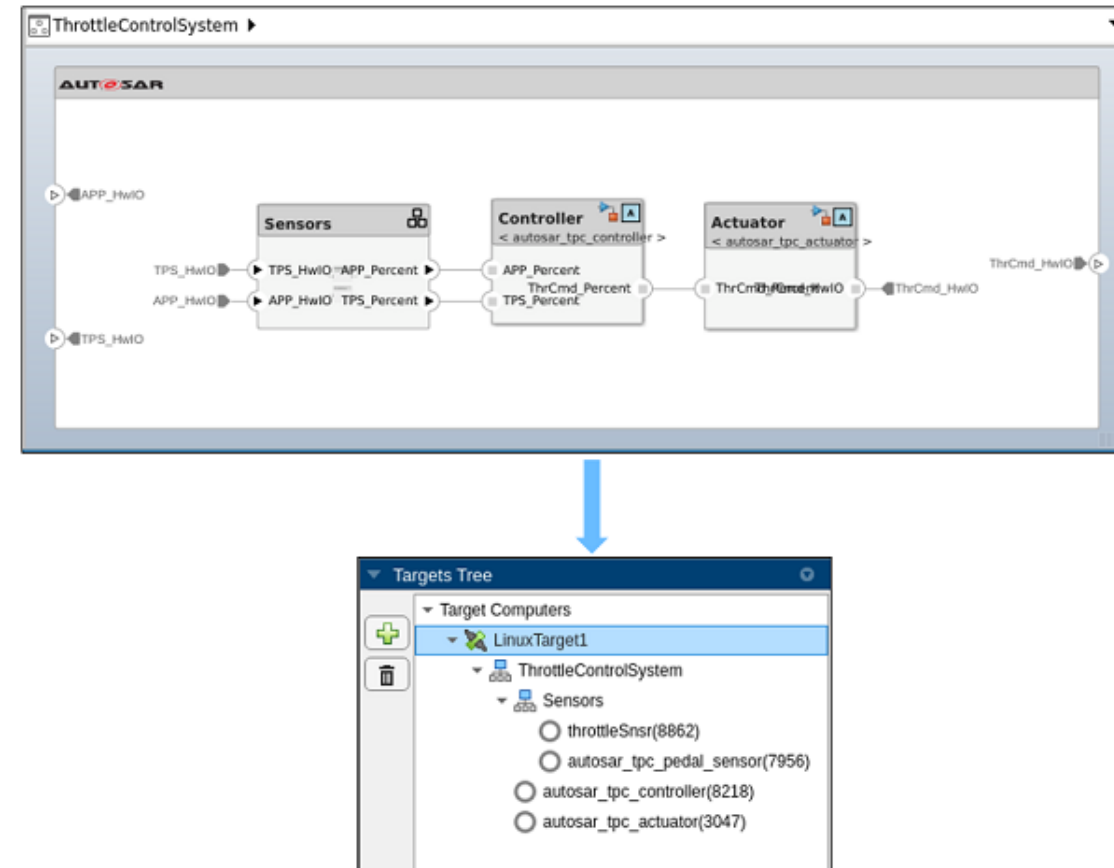 ThrottleControlSystem
AUTOSAR
APP_HwIO
Sensors
Controller
< autosar_tpc_controller >
Actuator
< autosar_tpc_actuator >
TPS_HwIO
TPS_HwIO
APP_Percent
APP_Percent
ThrCmd_HwIO
ThrCmd_Percent
ThrCmd_HwIO
APP_HwIO
APP_HwIO
TPS_Percent
TPS_Percent
ThrCmd_HwIO
TPS_HwIO
Targets Tree
Target Computers
LinuxTarget1
ThrottleControlSystem
Sensors
throttleSnsr(8862)
autosar_tpc_pedal_sensor(7956)
autosar_tpc_controller(8218)
autosar_tpc_actuator(3047)